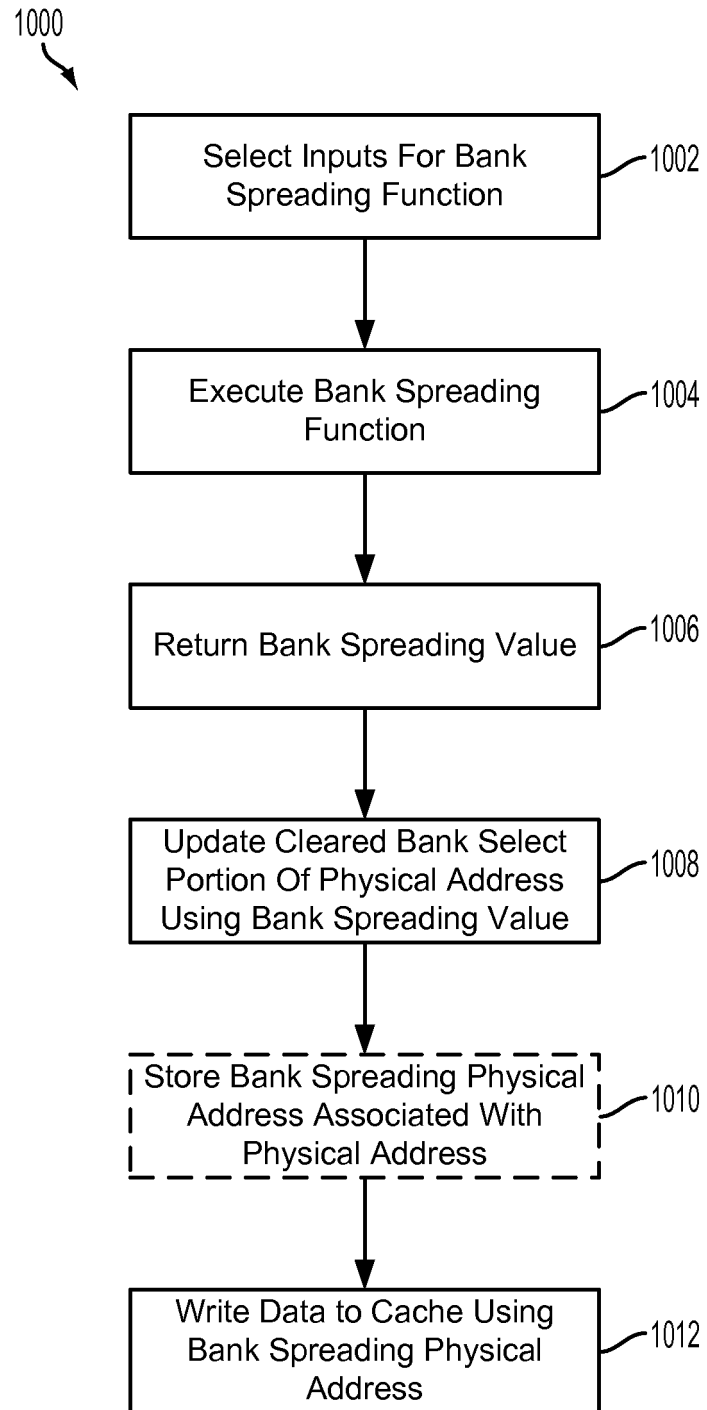 1000
Select Inputs For Bank
Spreading Function
1002
Execute Bank Spreading
Function
1004
Return Bank Spreading Value
1006
Update Cleared Bank Select
Portion Of Physical Address
Using Bank Spreading Value
1008
Store Bank Spreading Physical
Address Associated With
Physical Address
1010
Write Data to Cache Using
Bank Spreading Physical
Address
1012